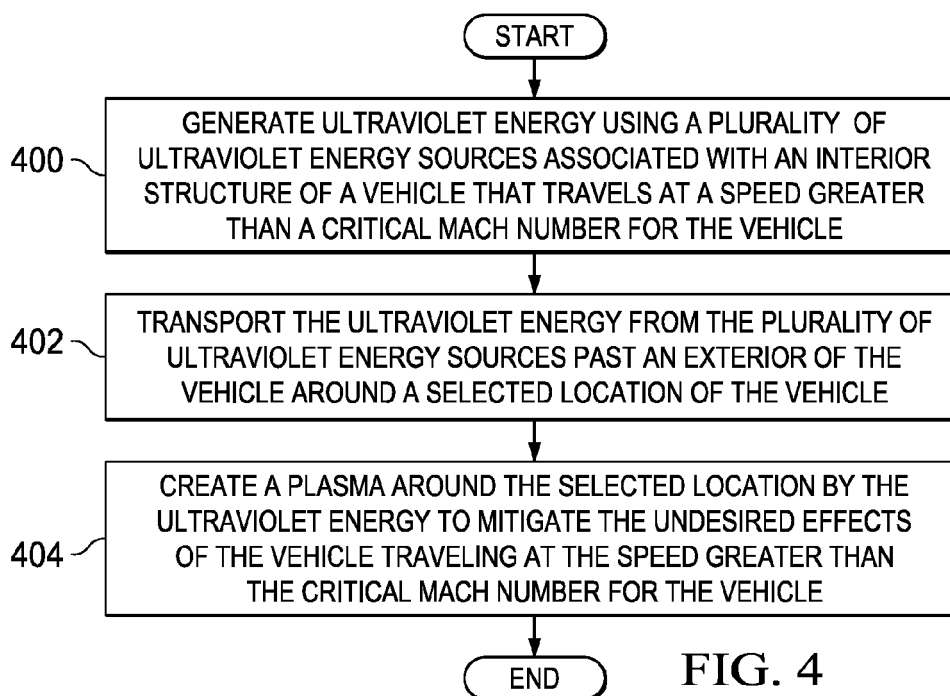 START
400
GENERATE ULTRAVIOLET ENERGY USING A PLURALITY OF
ULTRAVIOLET ENERGY SOURCES ASSOCIATED WITH AN INTERIOR
STRUCTURE OF A VEHICLE THAT TRAVELS AT A SPEED GREATER
THAN A CRITICAL MACH NUMBER FOR THE VEHICLE
402
TRANSPORT THE ULTRAVIOLET ENERGY FROM THE PLURALITY OF
ULTRAVIOLET ENERGY SOURCES PAST AN EXTERIOR OF THE
VEHICLE AROUND A SELECTED LOCATION OF THE VEHICLE
404
CREATE A PLASMA AROUND THE SELECTED LOCATION BY THE
ULTRAVIOLET ENERGY TO MITIGATE THE UNDESIRED EFFECTS
OF THE VEHICLE TRAVELING AT THE SPEED GREATER THAN
THE CRITICAL MACH NUMBER FOR THE VEHICLE
END
FIG. 4